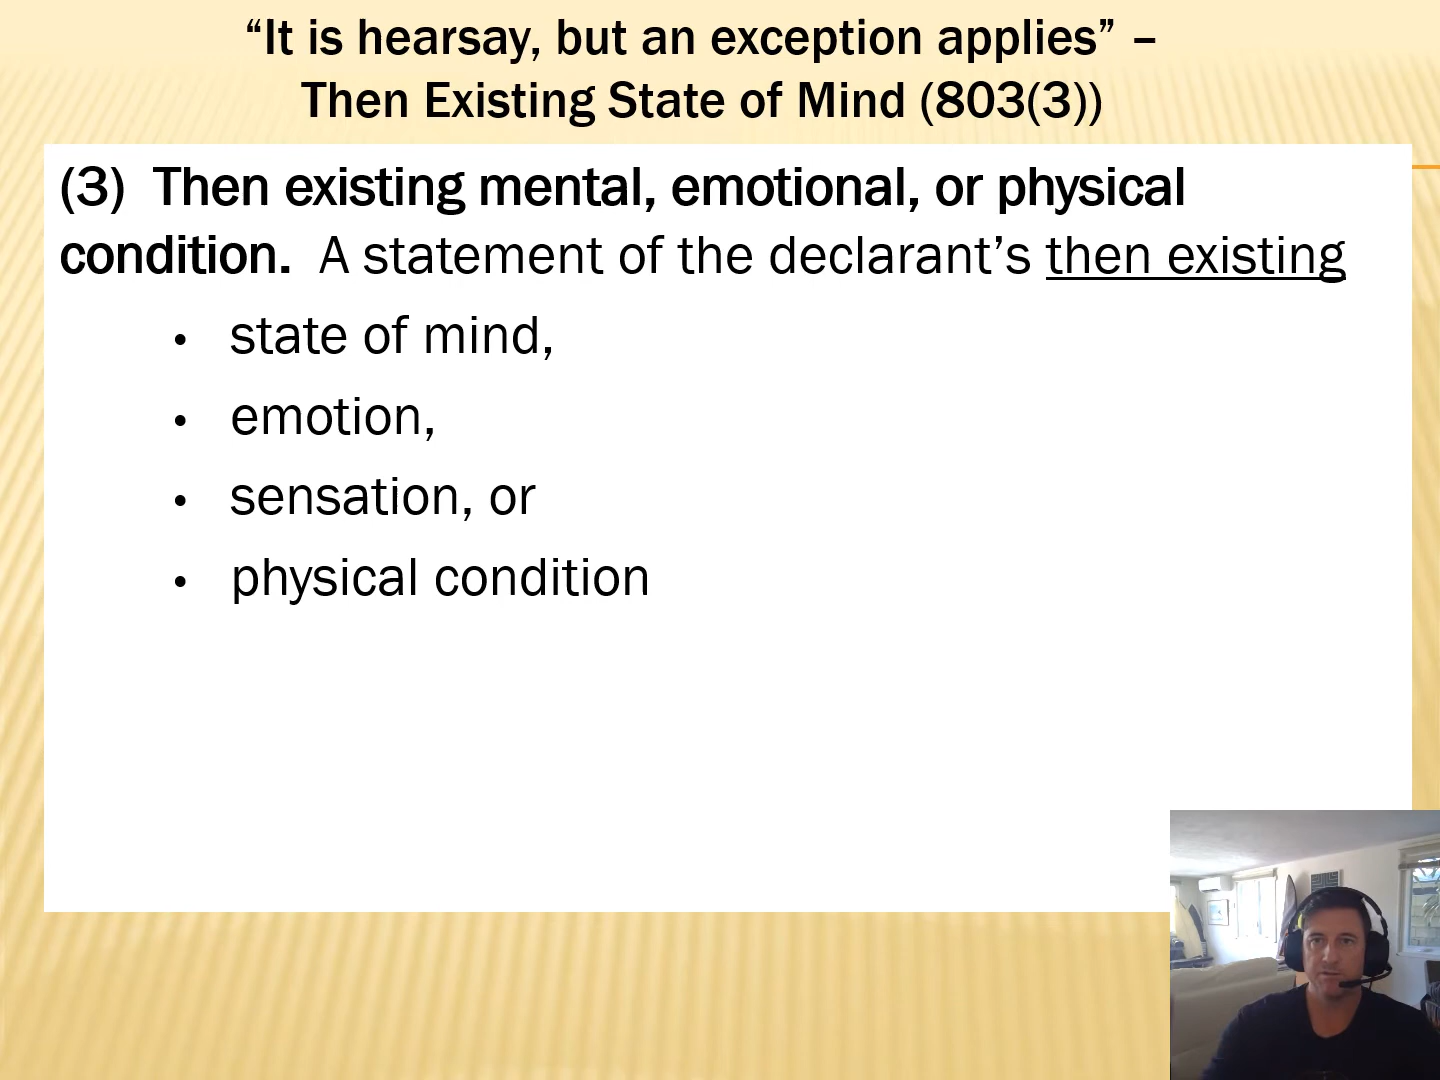 “It is hearsay, but an exception applies” –
Then Existing State of Mind (803(3))
(3) Then existing mental, emotional, or physical
condition. A statement of the declarant’s then existing
• state of mind,
• emotion,
• sensation, or
• physical condition